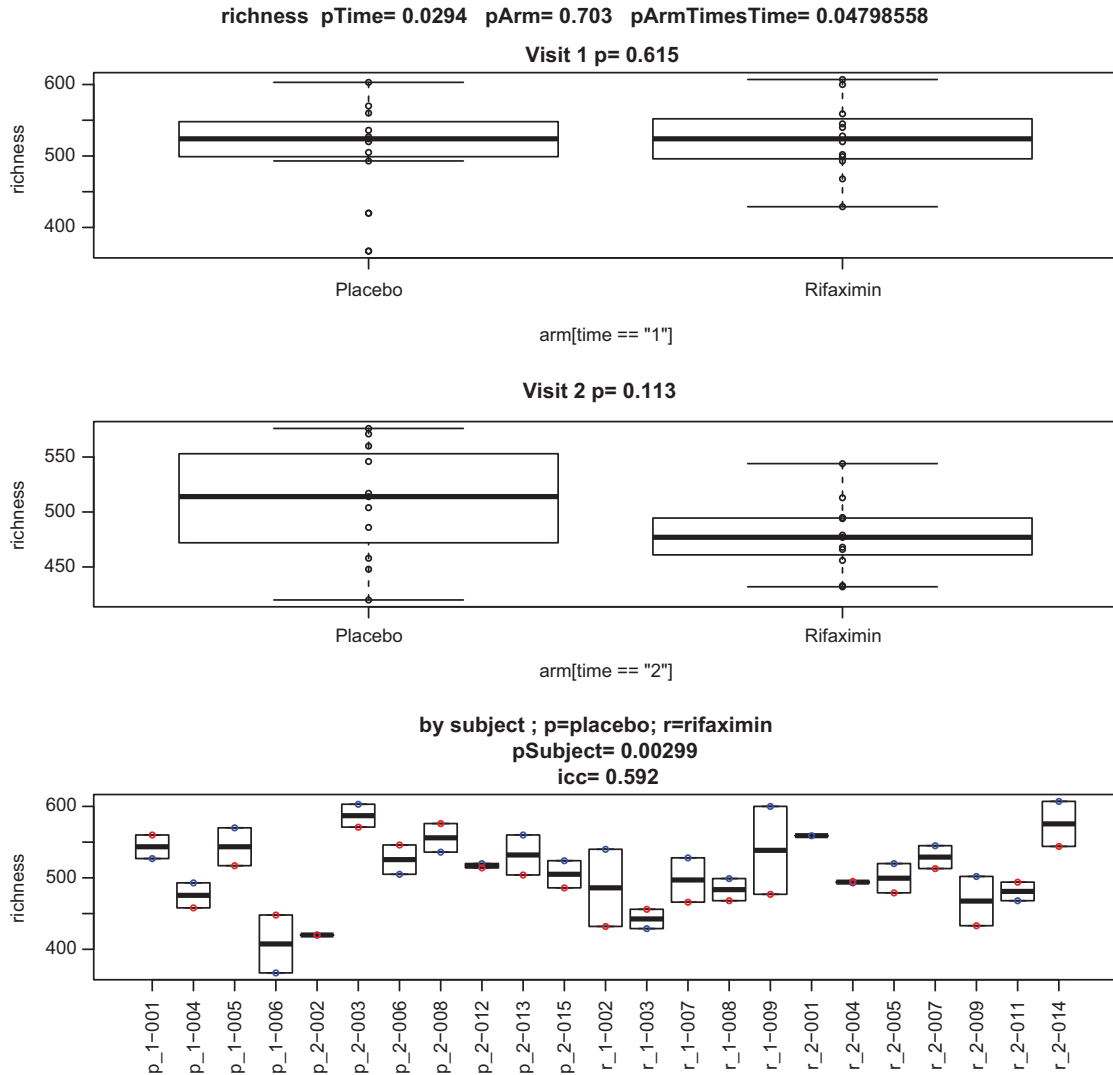 richness pTime= 0.0294 pArm= 0.703 pArmTimesTime= 0.04798558
Visit 1 p= 0.615
600
500
400
richness
Placebo Rifaximin
arm[time == "1"]
Visit 2 p= 0.113
550
500
450
richness
Placebo Rifaximin
arm[time == "2"]
by subject ; p=placebo; r=rifaximin
pSubject= 0.00299
icc= 0.592
600
500
400
richness
p_1-001
p_1-004
p_1-005
p_1-006
p_2-002
p_2-003
p_2-006
p_2-008
p_2-012
p_2-013
p_2-015
r_1-002
r_1-003
r_1-007
r_1-008
r_1-009
r_2-001
r_2-004
r_2-005
r_2-007
r_2-009
r_2-011
r_2-014